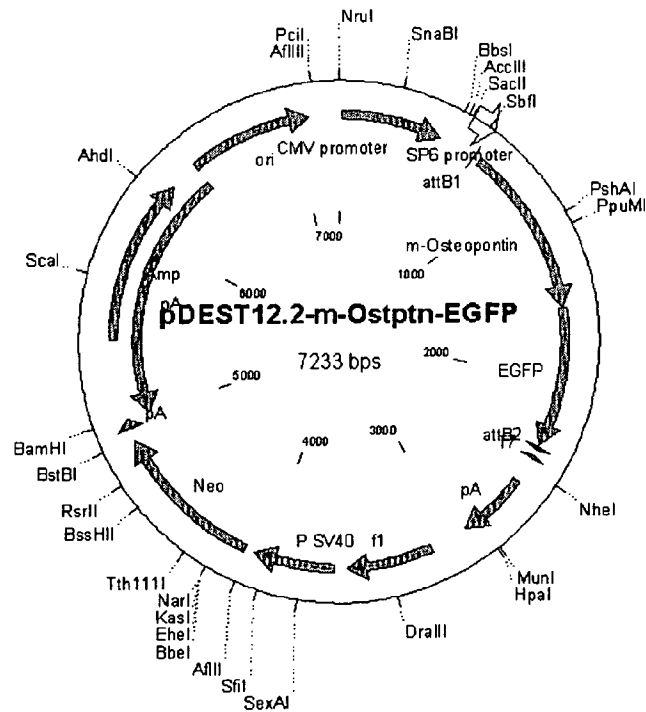 NruI
PciI
AflIII
SnaBI
BbsI
AccIII
SacII
SbfI
ori
CMV promoter
SP6 promoter
attB1
AhdI
PshAI
PpuMI
7000
m-Osteopontin
1000
ScaI
Amp
pA
6000
pDEST12.2-m-Ostptn-EGFP
7233 bps
2000
EGFP
5000
pA
attB2
T7
4000
3000
BamHI
BstBI
Neo
pA
RsrII
BssHII
NheI
P SV40
f1
Tth111I
MunI
HpaI
NarI
KasI
EheI
BbeI
DraIII
AflII
SfiI
SexAI